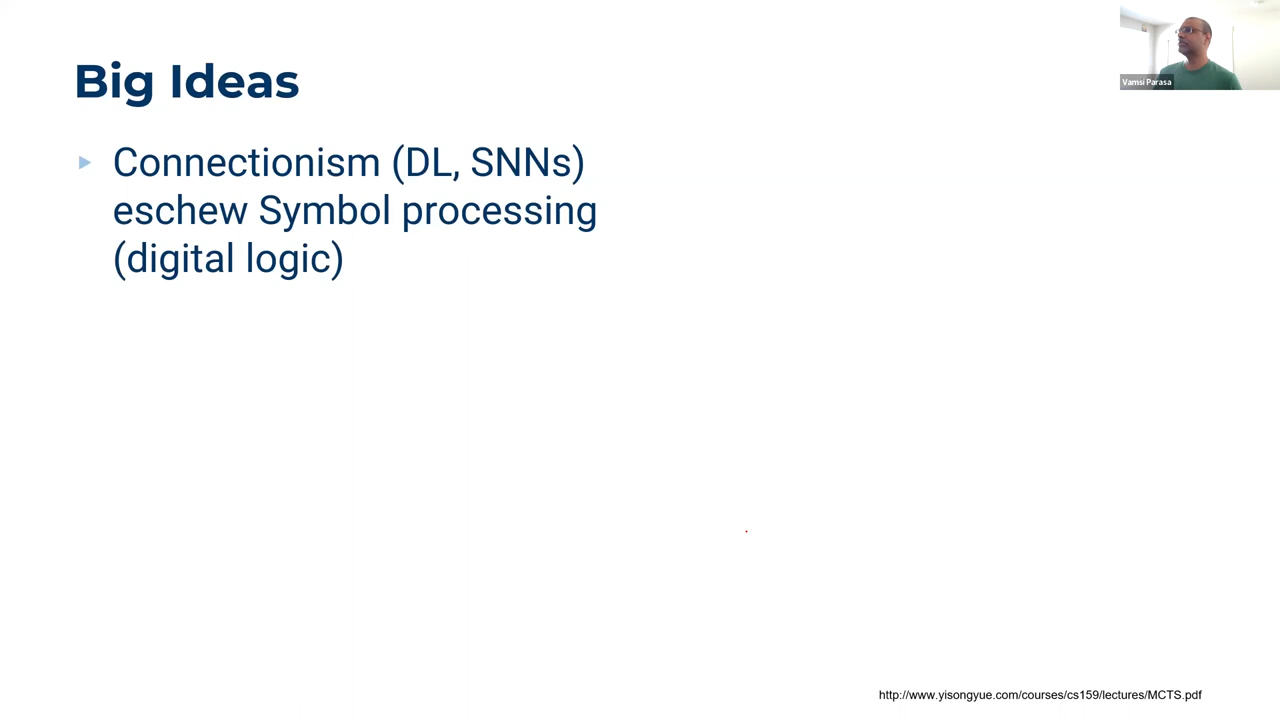 Big Ideas
Vamsi Parasa
Connectionism (DL, SNNs)
eschew Symbol processing
(digital logic)
http://www.yisongyue.com/courses/cs159/lectures/MCTS.pdf